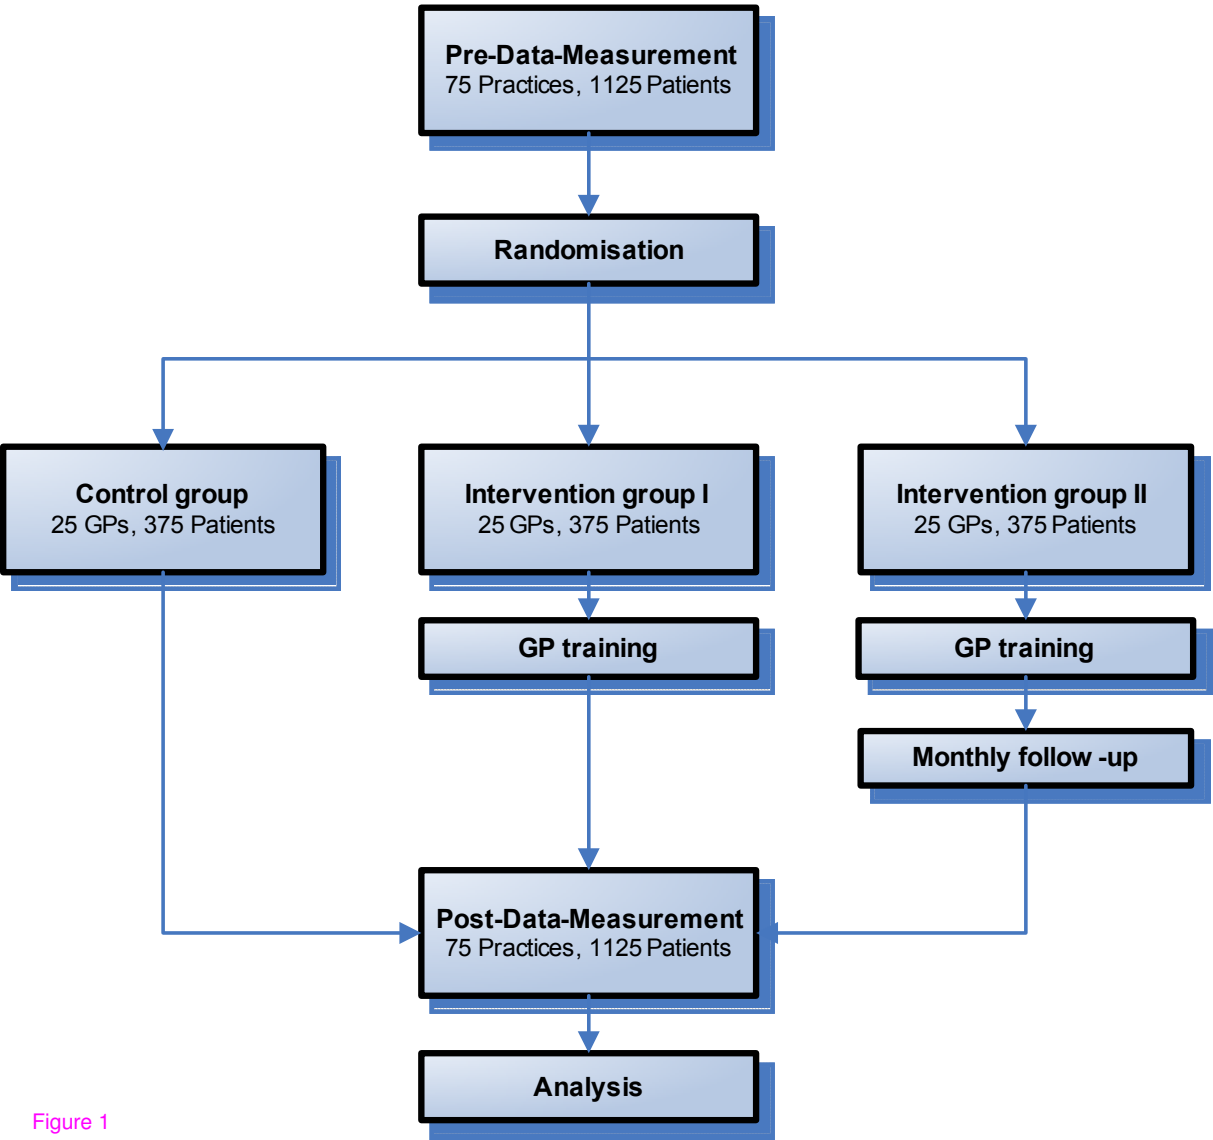 Pre-Data-Measurement
75 Practices, 1125 Patients
Randomisation
Control group
25 GPs, 375 Patients
Intervention group I
25 GPs, 375 Patients
Intervention group II
25 GPs, 375 Patients
GP training
GP training
Monthly follow -up
Post-Data-Measurement
75 Practices, 1125 Patients
Analysis
Figure 1